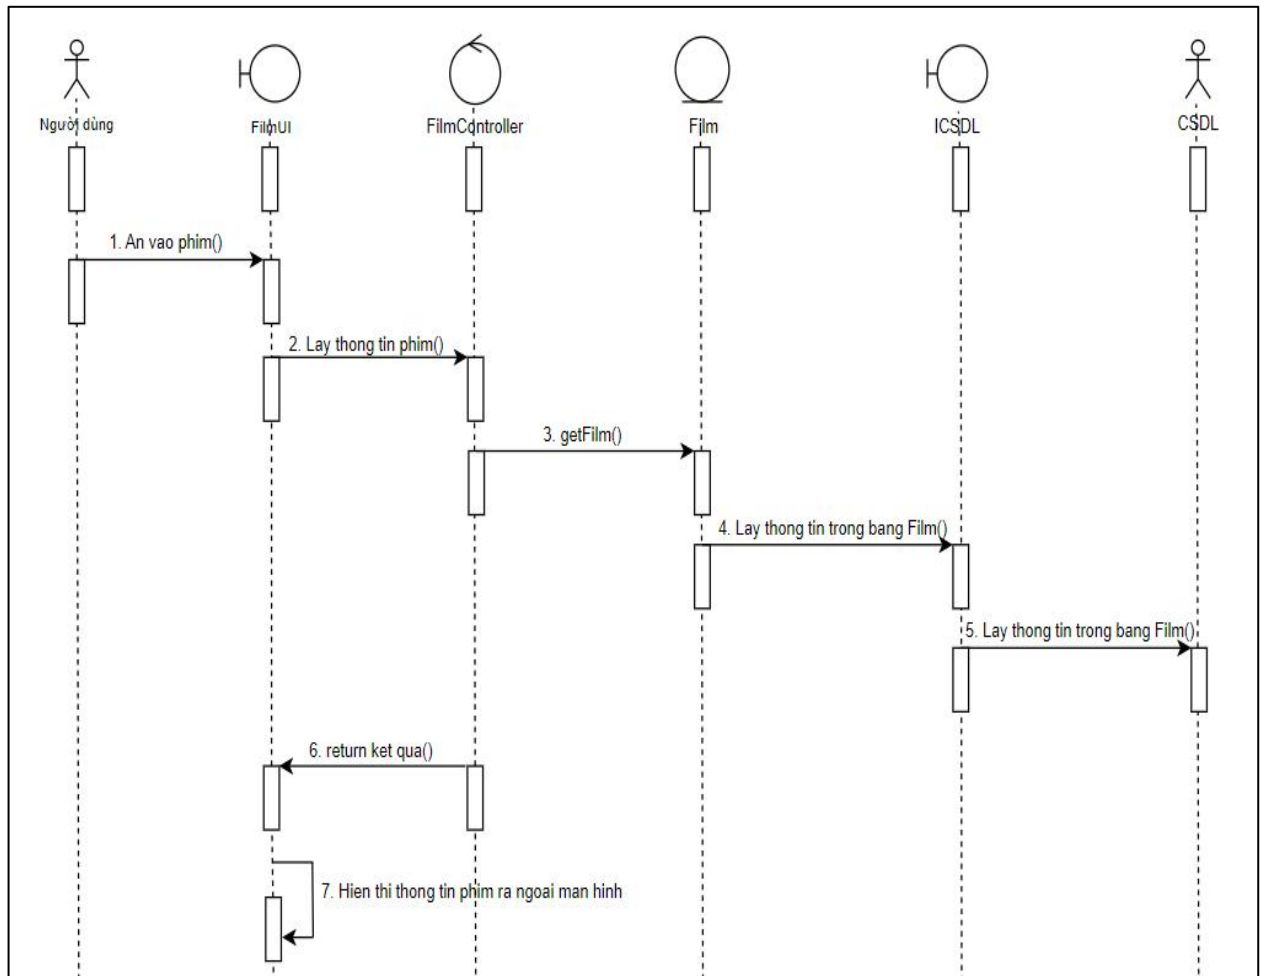 Người dùng
FilmUI
FilmController
Film
ICSDL
CSDL
1. An vao phim()
2. Lay thong tin phim()
3. getFilm()
4. Lay thong tin trong bang Film()
5. Lay thong tin trong bang Film()
6. return ket qua()
7. Hien thi thong tin phim ra ngoai man hinh